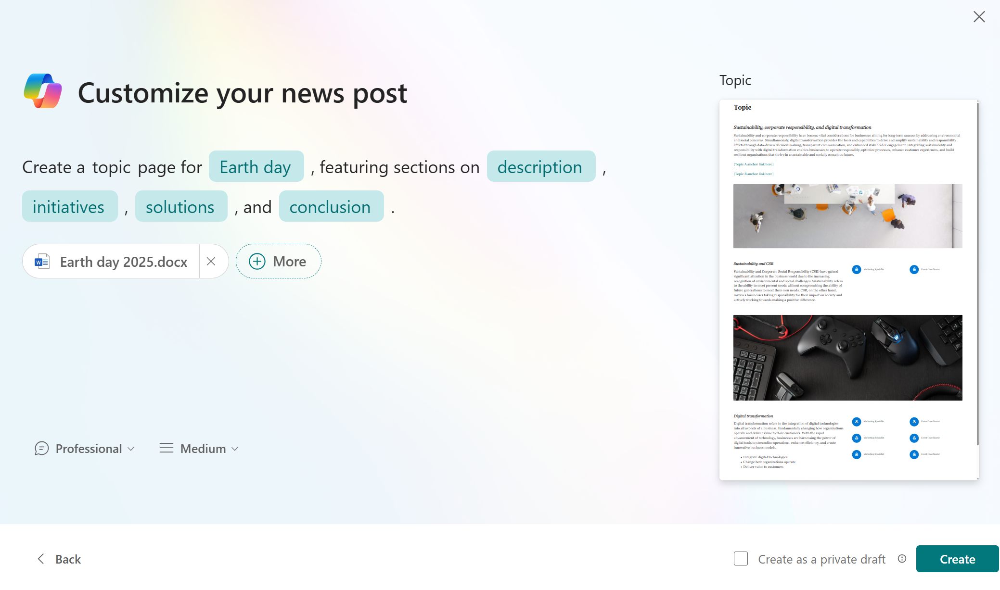 Customize your news post
Create a topic page for Earth day , featuring sections on description ,
initiatives , solutions , and conclusion .
W Earth day 2025.docx
More
Professional
Medium
Topic
Topic
Sustainability, corporate responsibility, and digital transformation
Sustainability and corporate responsibility have become vital considerations for businesses aiming for long-term success by addressing environmental
and social concerns. Simultaneously, digital transformation provides the tools and capabilities to drive and amplify sustainability and responsibility
efforts through data-driven decision-making, transparent communication, and enhanced stakeholder engagement. Integrating sustainability and
responsibility with digital transformation enables businesses to operate responsibly, optimize processes, enhance customer experiences, and build
resilient organizations that thrive in a sustainable and socially conscious future.
[Topic A anchor link here]
[Topic B anchor link here]
Sustainability and CSR
Sustainability and Corporate Social Responsibility (CSR) have gained
significant attention in the business world due to the increasing
recognition of environmental and social challenges. Sustainability refers
to the ability to meet present needs without compromising the ability of
future generations to meet their own needs. CSR, on the other hand,
involves businesses taking responsibility for their impact on society and
actively working towards making a positive difference.
Marketing Specialist
Event Coordinator
Digital transformation
Digital transformation refers to the integration of digital technologies
into all aspects of a business, fundamentally changing how organizations
operate and deliver value to their customers. With the rapid
advancement of technology, businesses are harnessing the power of
digital tools to streamline operations, enhance efficiency, and create
innovative business models.
• Integrate digital technologies
• Change how organizations operate
• Deliver value to customers
Marketing Specialist
Event Coordinator
Marketing Specialist
Event Coordinator
Marketing Specialist
Event Coordinator
Back
Create as a private draft
Create